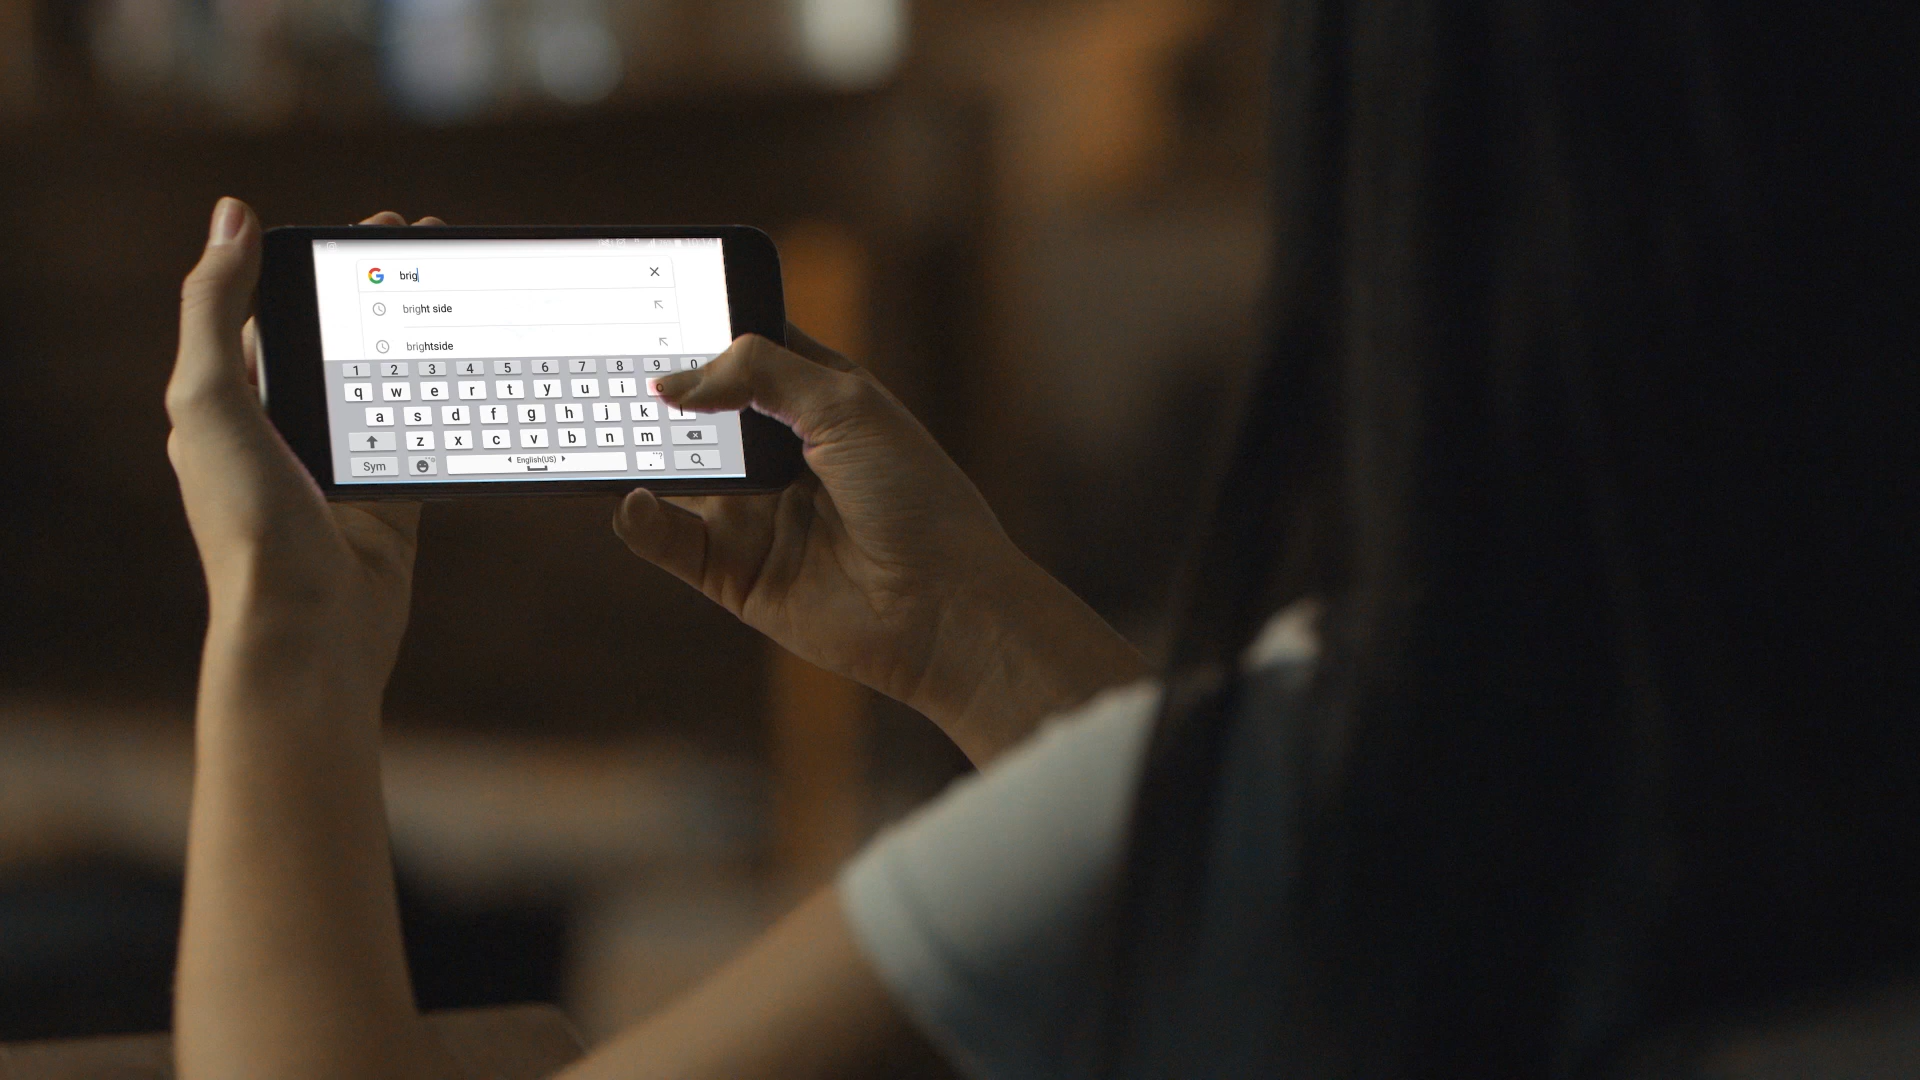 brig
bright side
brightside
1 2 3 4 5 6 7 8 9 0
q w e r t y u i o
a s d f g h j k l
z x c v b n m
Sym English(US) .